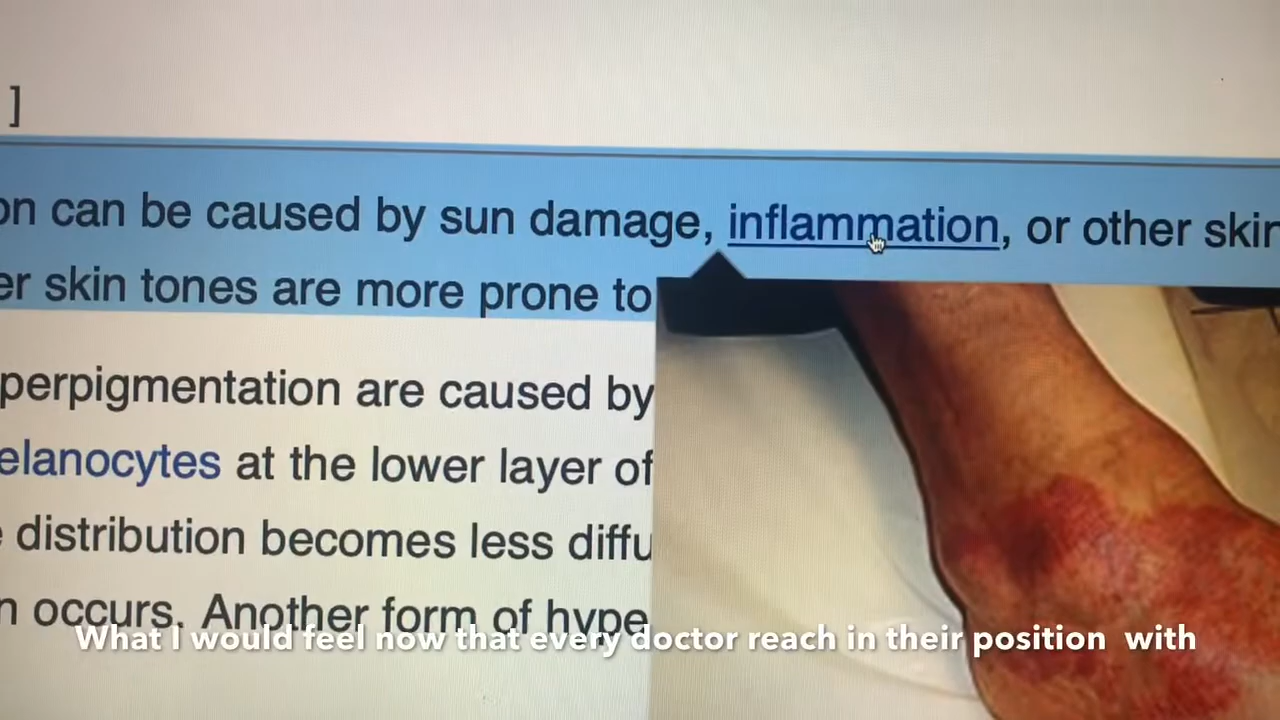 ]
on can be caused by sun damage, inflammation, or other skin
er skin tones are more prone to
perpigmentation are caused by
elanocytes at the lower layer of
distribution becomes less diffu
n occurs. Another form of hype
What I would feel now that every doctor reach in their position with